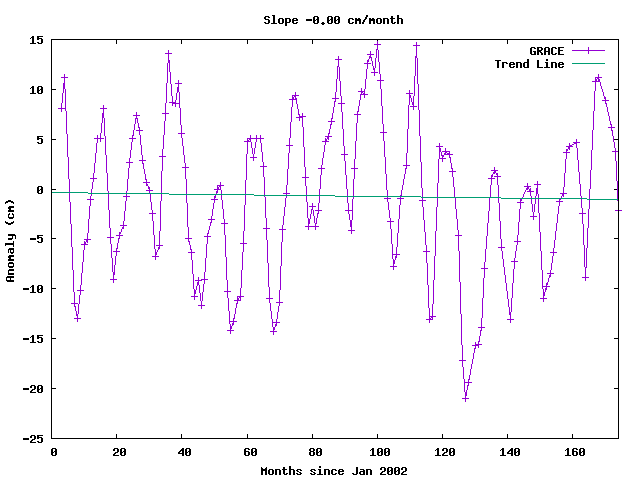 Slope -0.00 cm/month
GRACE
Trend Line
15
10
5
0
-5
-10
-15
-20
-25
Anomaly (cm)
0 20 40 60 80 100 120 140 160
Months since Jan 2002